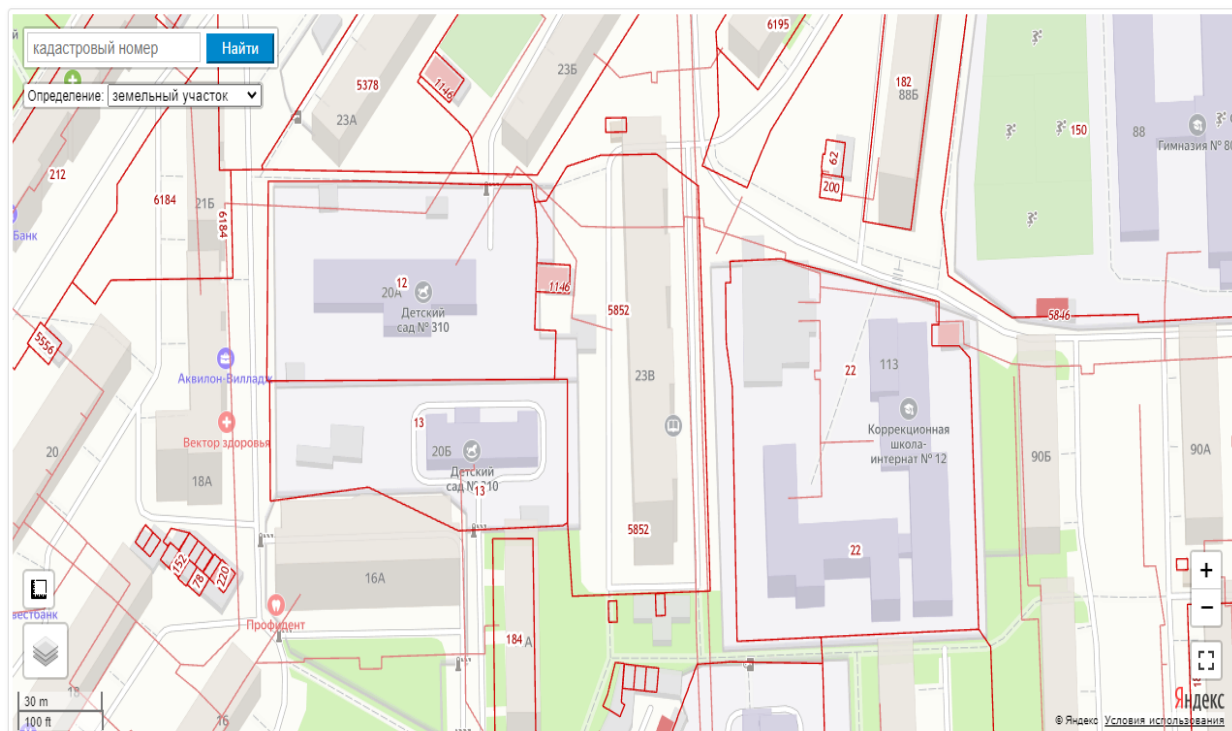 кадастровый номер
Найти
Определение: земельный участок
6195
5378
1146
23А
23Б
182
88Б
88
150
Гимназия № 80
212
6184
21Б
6184
Банк
62
200
12
20А
Детский
сад № 310
1146
5852
5846
5556
Аквилон-Вилладж
23В
22
113
Коррекционная
школа-
интернат № 12
13
20Б
Детский
сад № 310
13
Вектор здоровья
20
18А
90Б
90А
5852
22
152
78
220
16А
Профидент
вестбанк
184
А
18
16
+
−
30 m
100 ft
Яндекс
© Яндекс Условия использования